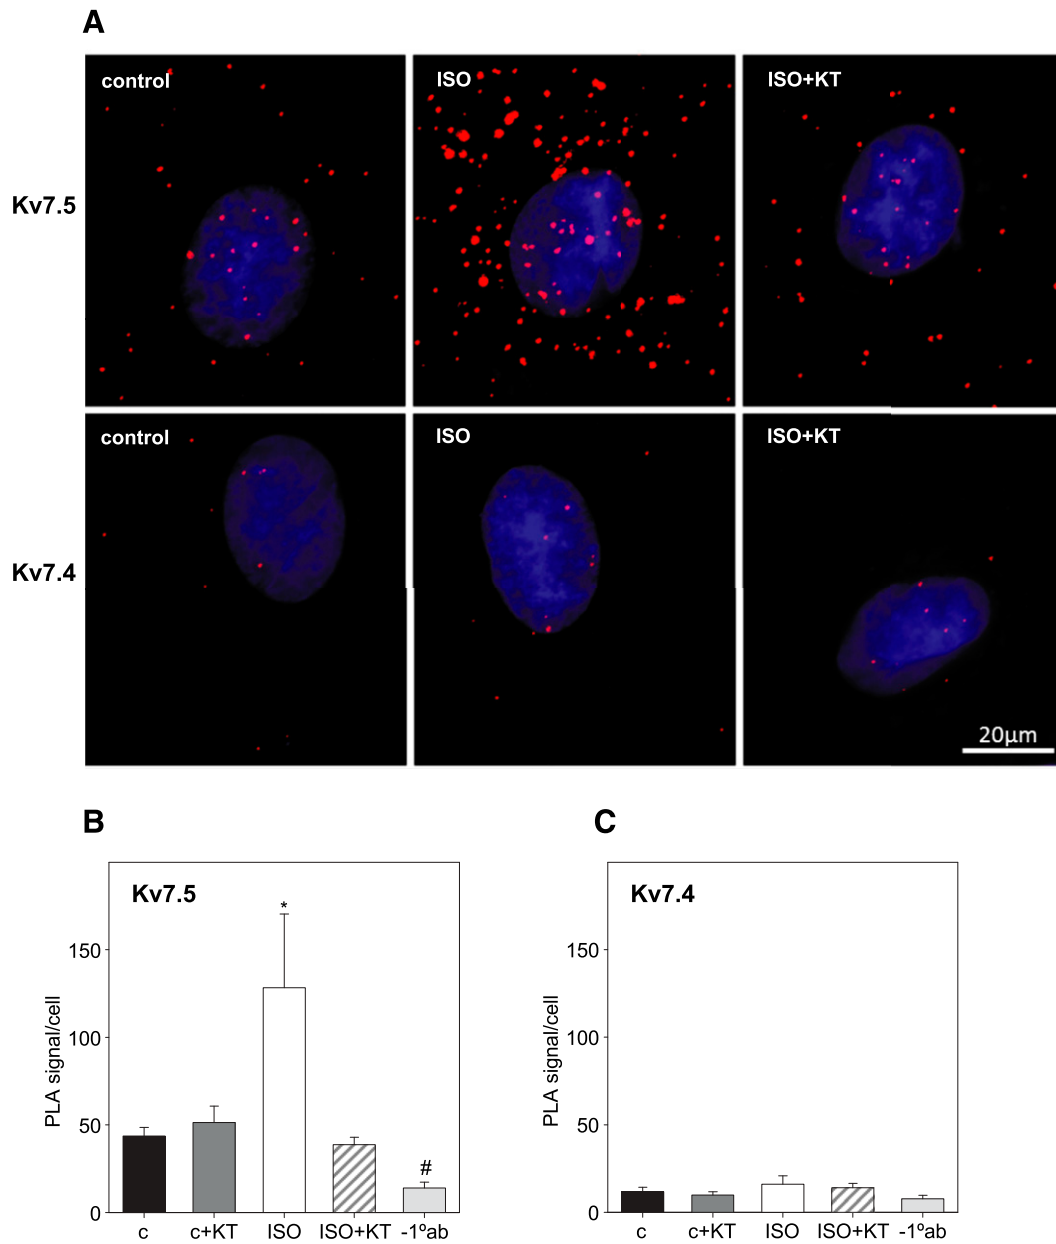 A
control
ISO
ISO+KT
Kv7.5
control
ISO
ISO+KT
Kv7.4
20μm
B
C
Kv7.5
Kv7.4
*
#
150
100
50
0
PLA signal/cell
c
c+KT
ISO
ISO+KT
-1ºab
150
100
50
0
PLA signal/cell
c
c+KT
ISO
ISO+KT
-1ºab